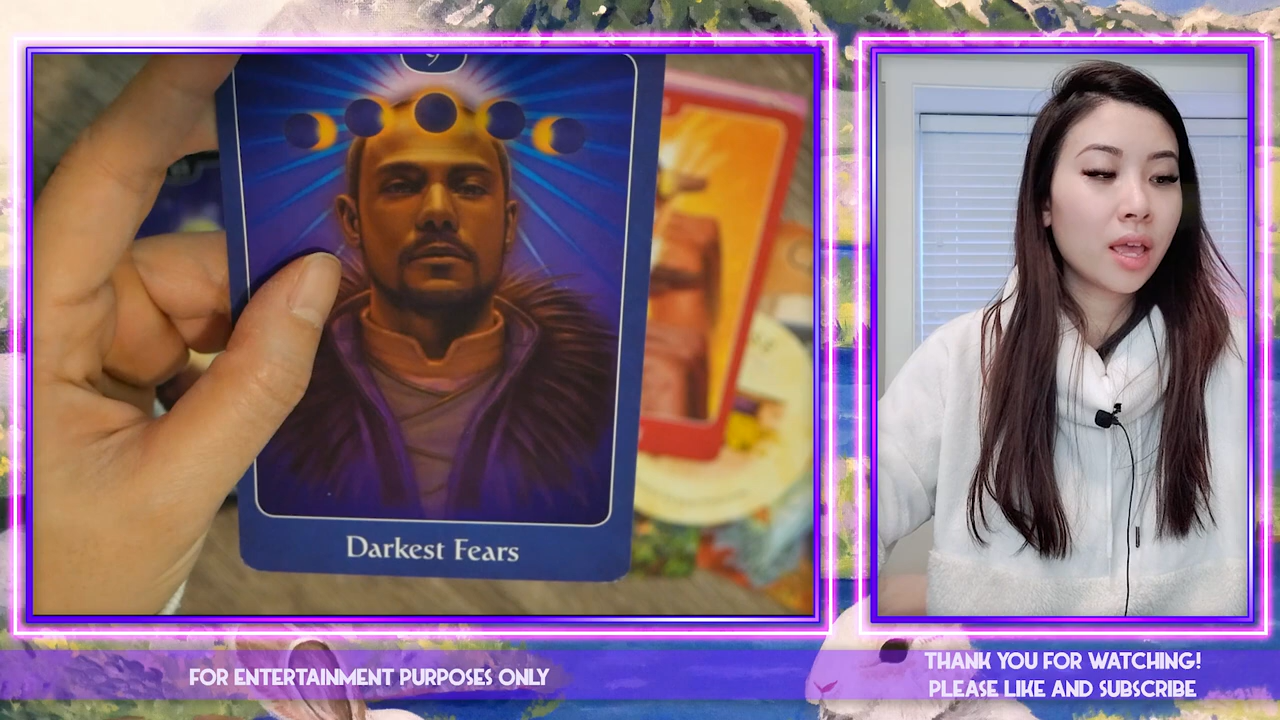 Darkest Fears
FOR ENTERTAINMENT PURPOSES ONLY
THANK YOU FOR WATCHING!
PLEASE LIKE AND SUBSCRIBE